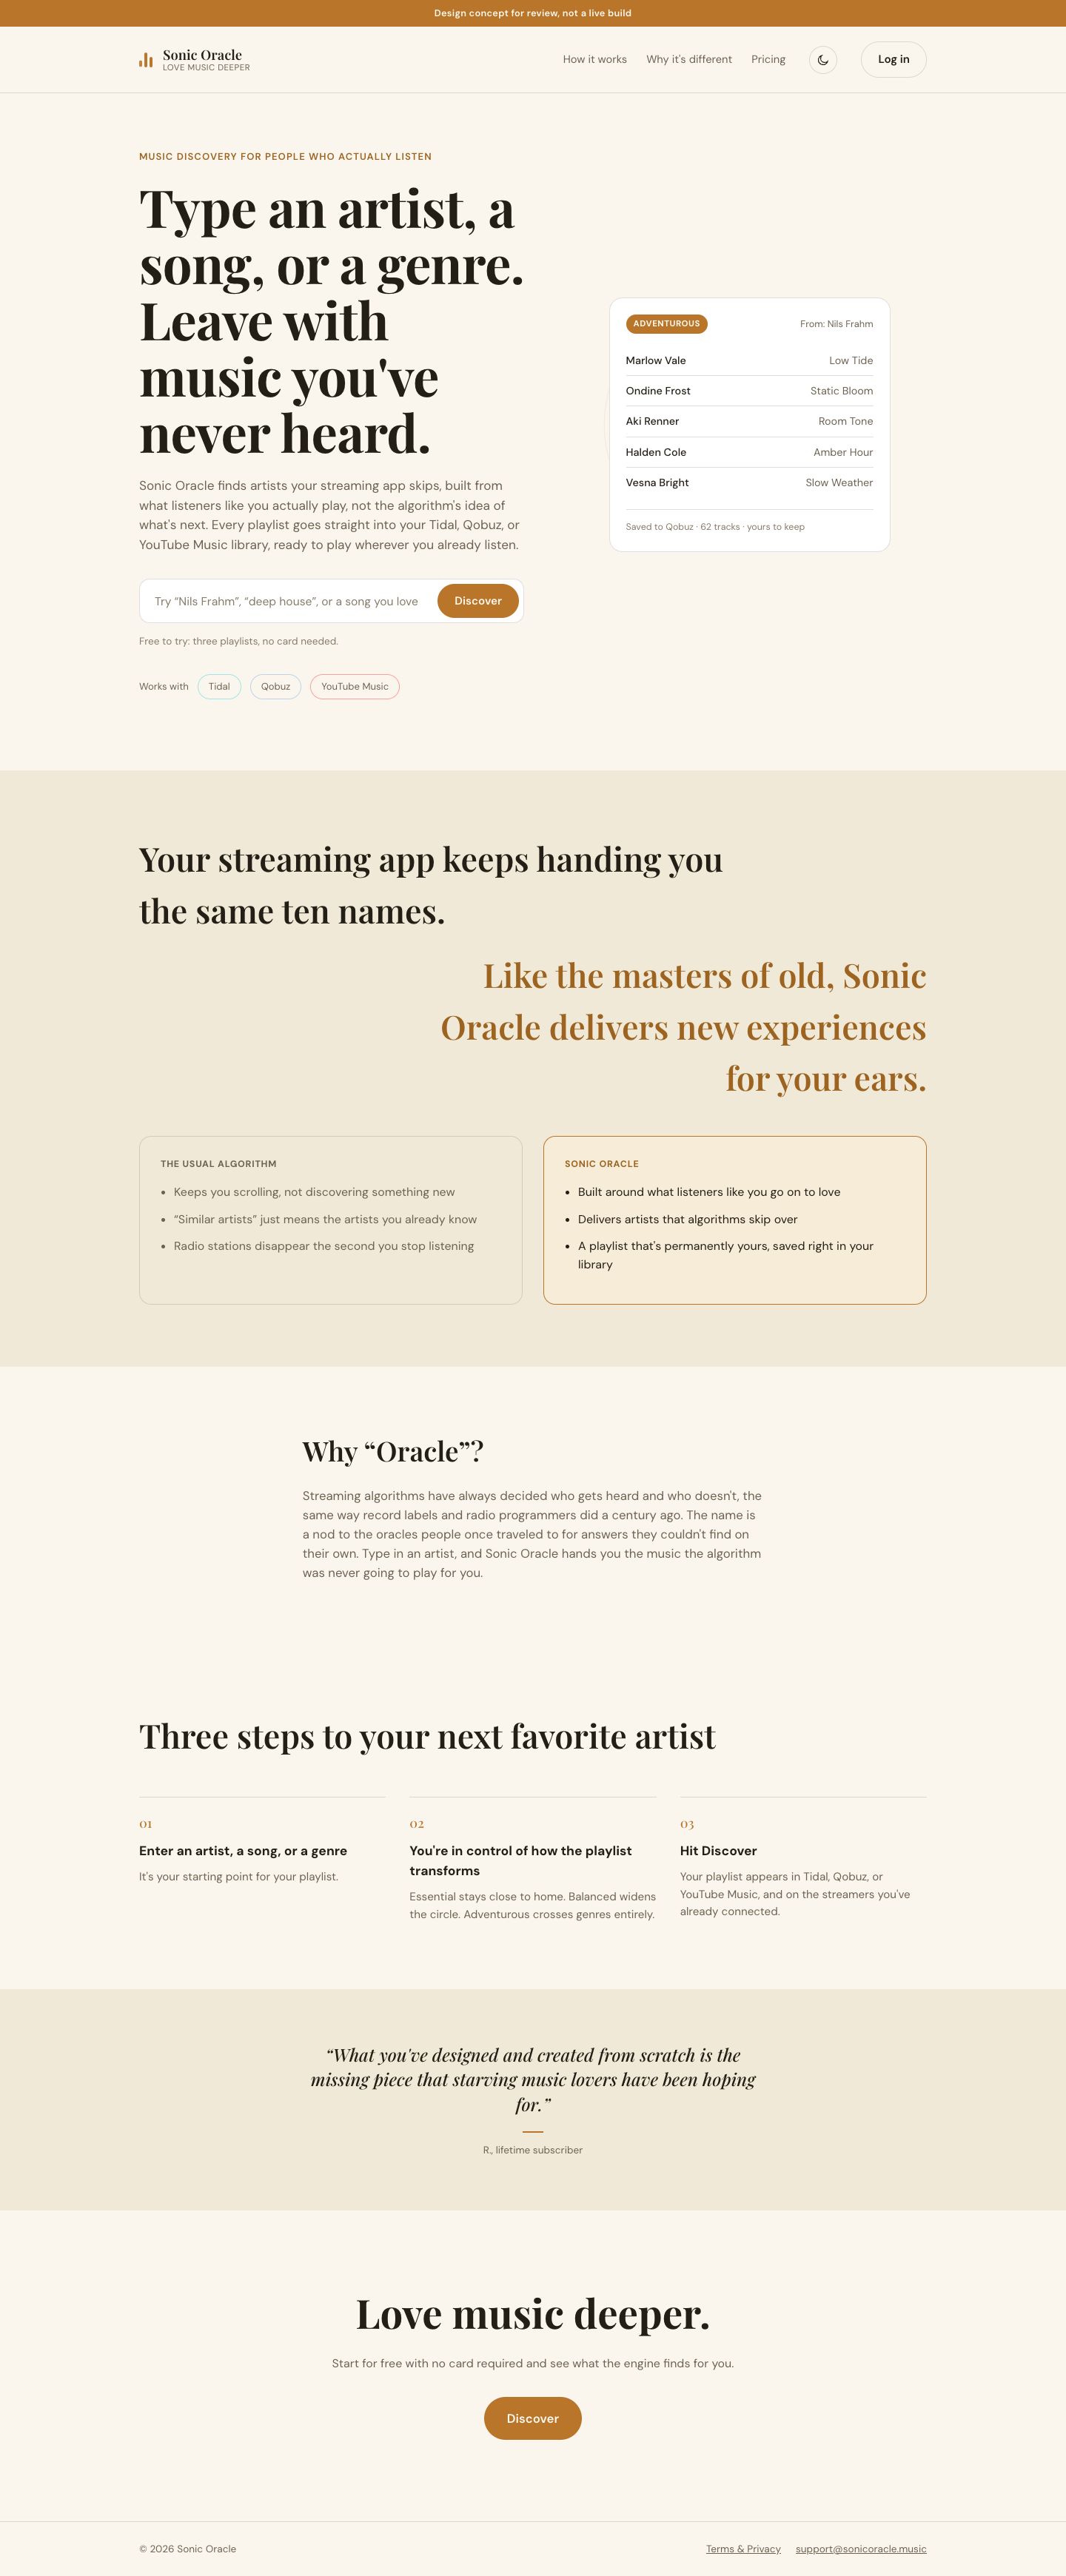 Design concept for review, not a live build
Sonic Oracle
LOVE MUSIC DEEPER
How it works
Why it's different
Pricing
Log in
MUSIC DISCOVERY FOR PEOPLE WHO ACTUALLY LISTEN
Type an artist, a
song, or a genre.
Leave with
music you've
never heard.
Sonic Oracle finds artists your streaming app skips, built from
what listeners like you actually play, not the algorithm's idea of
what's next. Every playlist goes straight into your Tidal, Qobuz, or
YouTube Music library, ready to play wherever you already listen.
Try “Nils Frahm”, “deep house”, or a song you love
Discover
Free to try: three playlists, no card needed.
Works with
Tidal
Qobuz
YouTube Music
ADVENTUROUS
From: Nils Frahm
Marlow Vale
Low Tide
Ondine Frost
Static Bloom
Aki Renner
Room Tone
Halden Cole
Amber Hour
Vesna Bright
Slow Weather
Saved to Qobuz · 62 tracks · yours to keep
Your streaming app keeps handing you
the same ten names.
Like the masters of old, Sonic
Oracle delivers new experiences
for your ears.
THE USUAL ALGORITHM
• Keeps you scrolling, not discovering something new
• “Similar artists” just means the artists you already know
• Radio stations disappear the second you stop listening
SONIC ORACLE
• Built around what listeners like you go on to love
• Delivers artists that algorithms skip over
• A playlist that's permanently yours, saved right in your
library
Why “Oracle”?
Streaming algorithms have always decided who gets heard and who doesn't, the
same way record labels and radio programmers did a century ago. The name is
a nod to the oracles people once traveled to for answers they couldn't find on
their own. Type in an artist, and Sonic Oracle hands you the music the algorithm
was never going to play for you.
Three steps to your next favorite artist
01
Enter an artist, a song, or a genre
It's your starting point for your playlist.
02
You're in control of how the playlist
transforms
Essential stays close to home. Balanced widens
the circle. Adventurous crosses genres entirely.
03
Hit Discover
Your playlist appears in Tidal, Qobuz, or
YouTube Music, and on the streamers you've
already connected.
“What you've designed and created from scratch is the
missing piece that starving music lovers have been hoping
for.”
R., lifetime subscriber
Love music deeper.
Start for free with no card required and see what the engine finds for you.
Discover
© 2026 Sonic Oracle
Terms & Privacy
support@sonicoracle.music